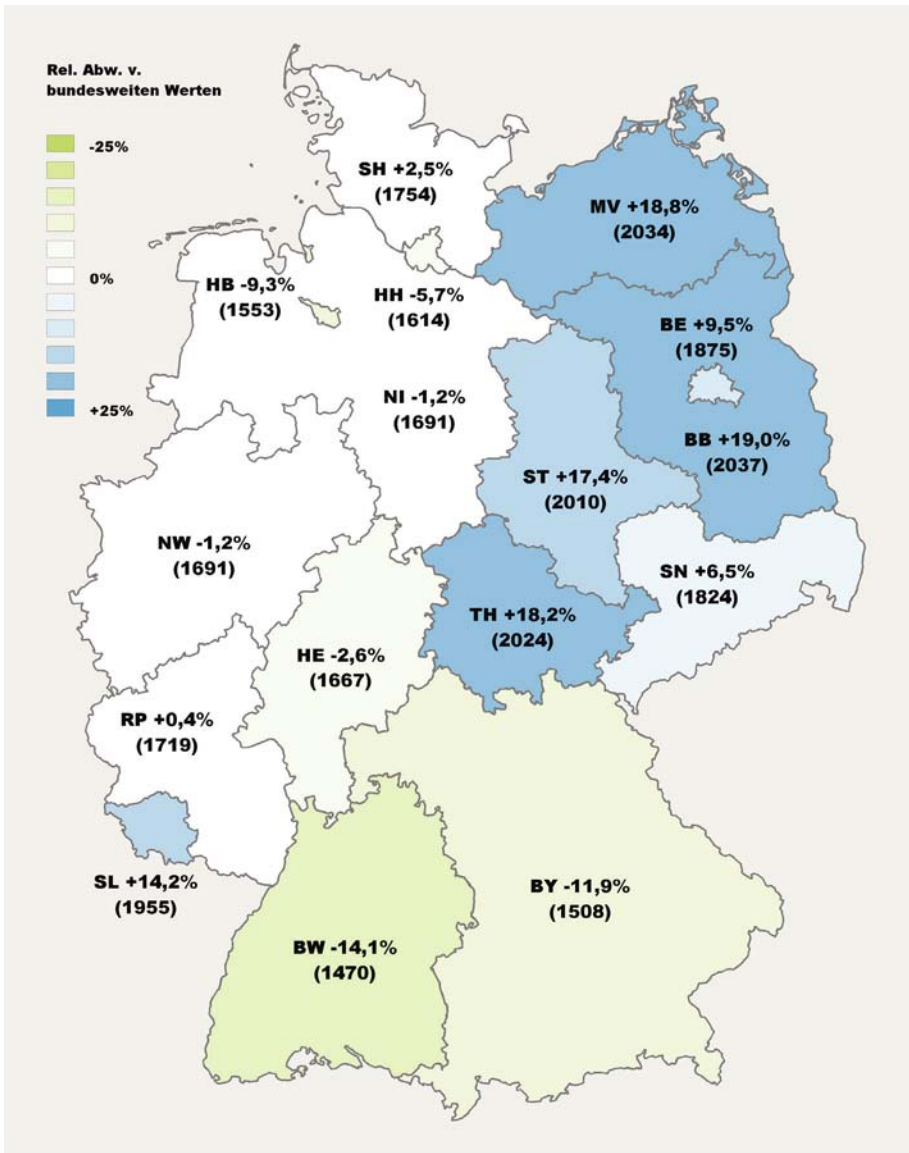 Rel. Abw. v.
bundesweiten Werten
-25%
0%
+25%
SH +2,5%
(1754)
MV +18,8%
(2034)
HB -9,3%
(1553)
HH -5,7%
(1614)
BE +9,5%
(1875)
NI -1,2%
(1691)
BB +19,0%
(2037)
ST +17,4%
(2010)
NW -1,2%
(1691)
SN +6,5%
(1824)
TH +18,2%
(2024)
HE -2,6%
(1667)
RP +0,4%
(1719)
SL +14,2%
(1955)
BY -11,9%
(1508)
BW -14,1%
(1470)